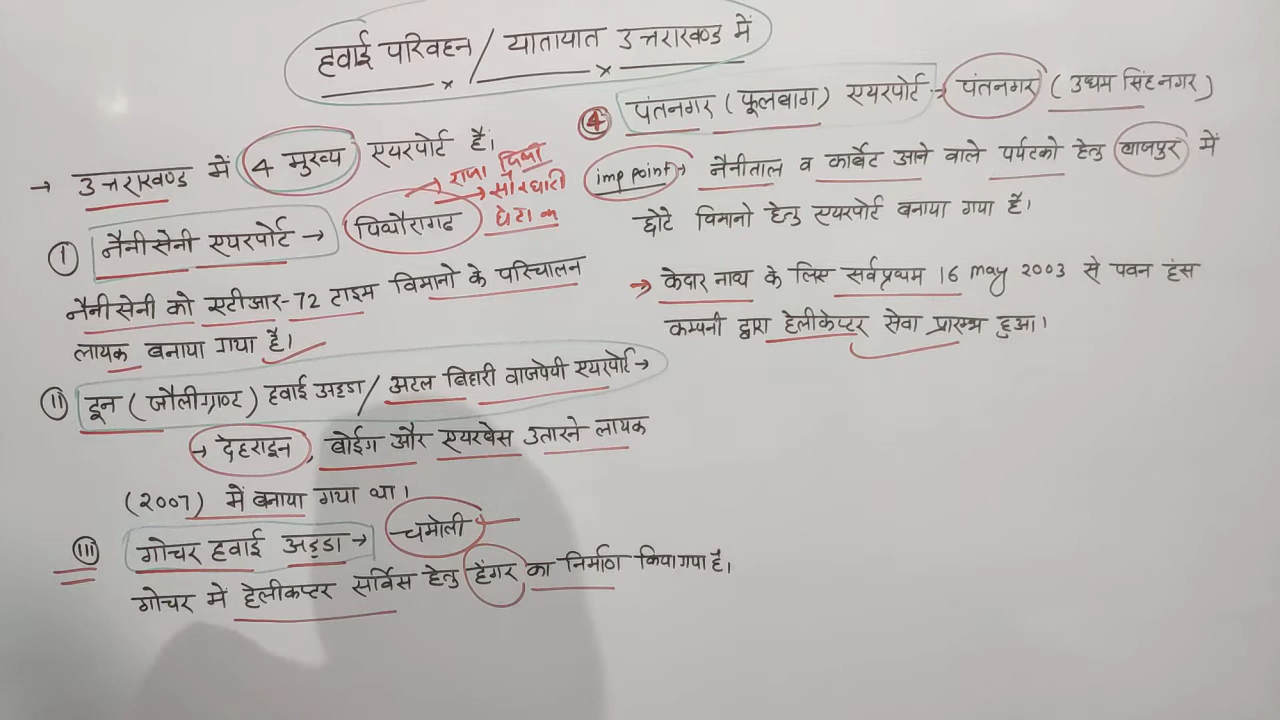 हवाई परिवहन / यातायात उत्तराखण्ड में
→ उत्तराखण्ड में 4 मुख्य एयरपोर्ट है।
① नैनीसेनी एयरपोर्ट → पिथौरागढ
→ राजा पिथौ
→ सोरघाटी
छोटा क
नैनीसेनी को एटीआर-72 टाइम विमानो के परिचालन
लायक बनाया गया है।
II दून (जौलीग्राण्ट) हवाई अड्डा / अटल बिहारी वाजपेयी एयरपोर्ट →
→ देहरादून, बोईंग और एयरबेस उतारने लायक
(2007) में बनाया गया था।
III गोचर हवाई अड्डा → चमोली
गोचर में हेलीकाप्टर सर्विस हेतु हैंगर का निर्माण किया गया है।
④ पंतनगर (फूलबाग) एयरपोर्ट → पंतनगर (उधम सिंह नगर)
imp point → नैनीताल व कार्बेट आने वाले पर्यटको हेतु बाजपुर में
छोटे विमानो हेतु एयरपोर्ट बनाया गया है।
→ केदार नाथ के लिए सर्वप्रथम 16 may 2003 से पवन हंस
कम्पनी द्वारा हेलीकेप्टर सेवा प्रारम्भ हुआ।